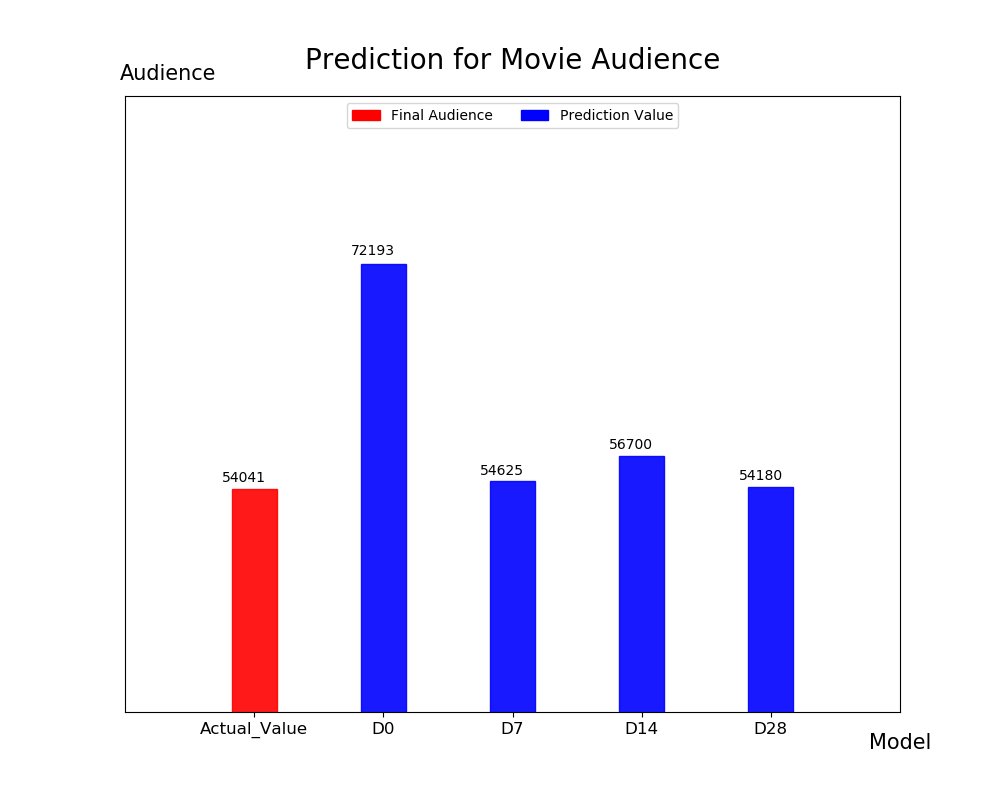 Prediction for Movie Audience
Audience
Final Audience
Prediction Value
72193
56700
54625
54180
54041
Actual_Value
D0
D7
D14
D28
Model